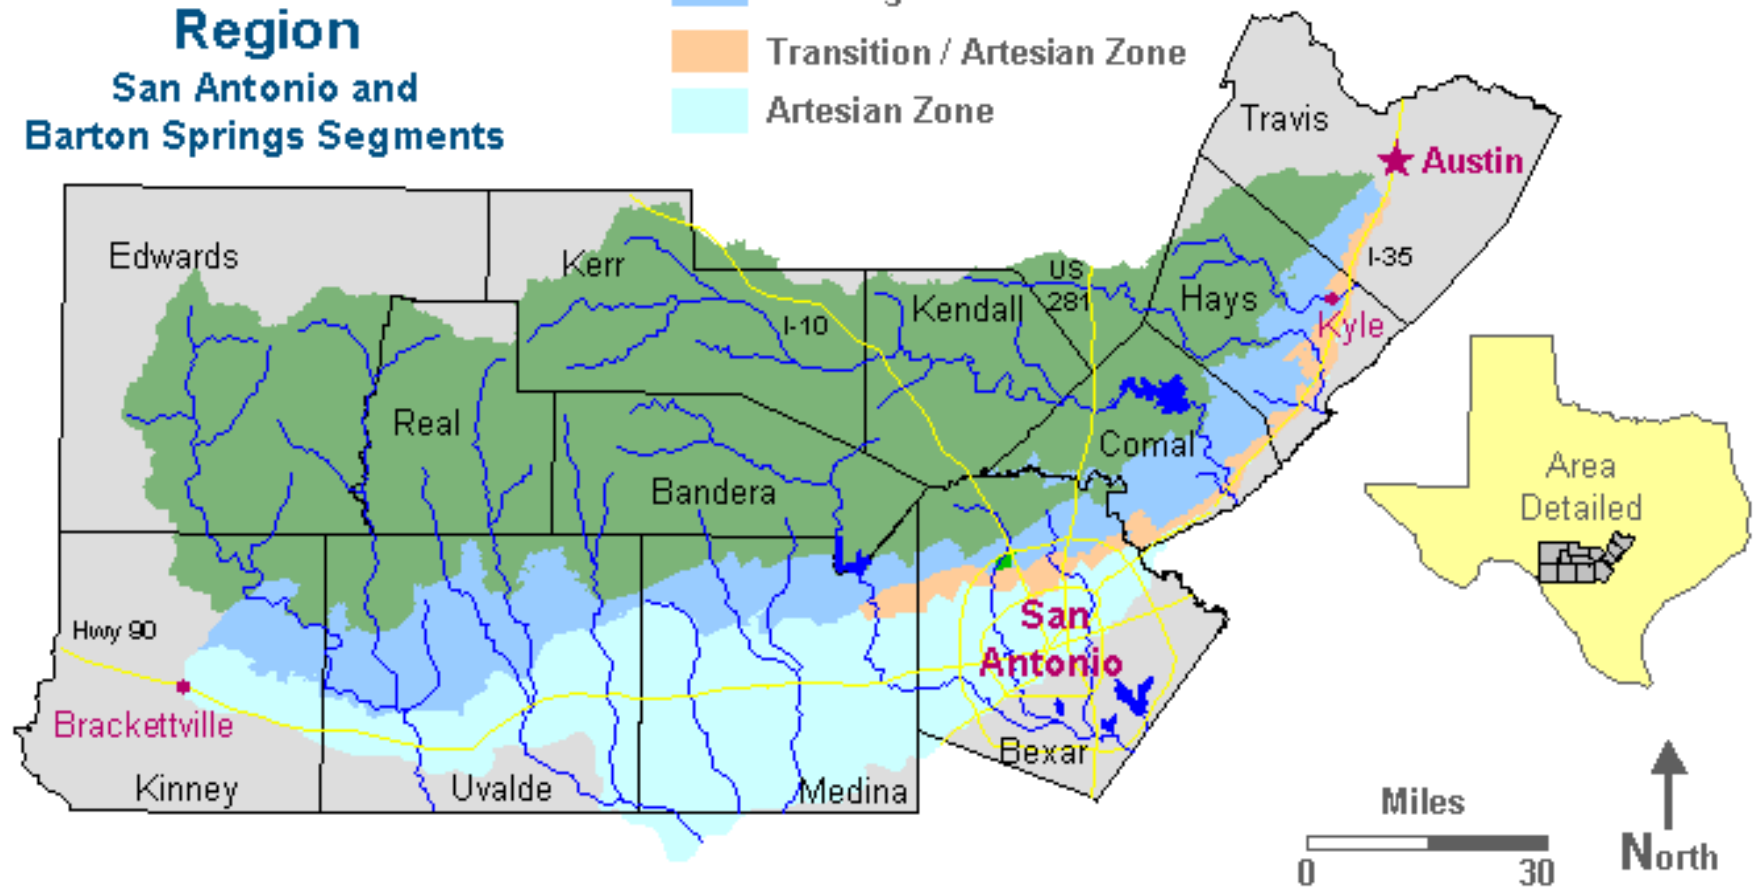 Region
San Antonio and
Barton Springs Segments
Transition / Artesian Zone
Artesian Zone
Travis
Austin
Edwards
Kerr
I-35
US
281
Kendall
Hays
I-10
Kyle
Real
Comal
Bandera
Area
Detailed
Hwy 90
San
Antonio
Brackettville
Bexar
Kinney
Uvalde
Medina
Miles
0
30
North